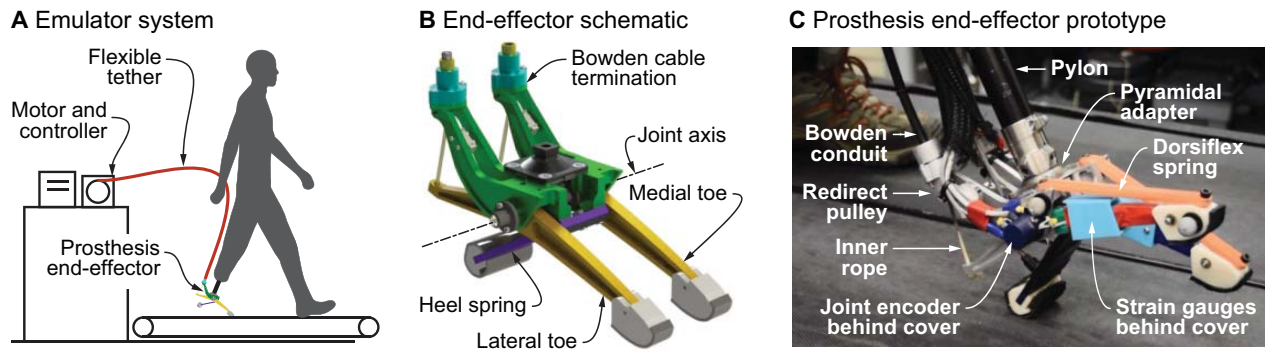 A Emulator system
Flexible
tether
Motor and
controller
Prosthesis
end-effector
B End-effector schematic
Bowden cable
termination
Joint axis
Medial toe
Heel spring
Lateral toe
C Prosthesis end-effector prototype
Pylon
Pyramidal
adapter
Bowden
conduit
Dorsiflex
spring
Redirect
pulley
Inner
rope
Joint encoder
behind cover
Strain gauges
behind cover